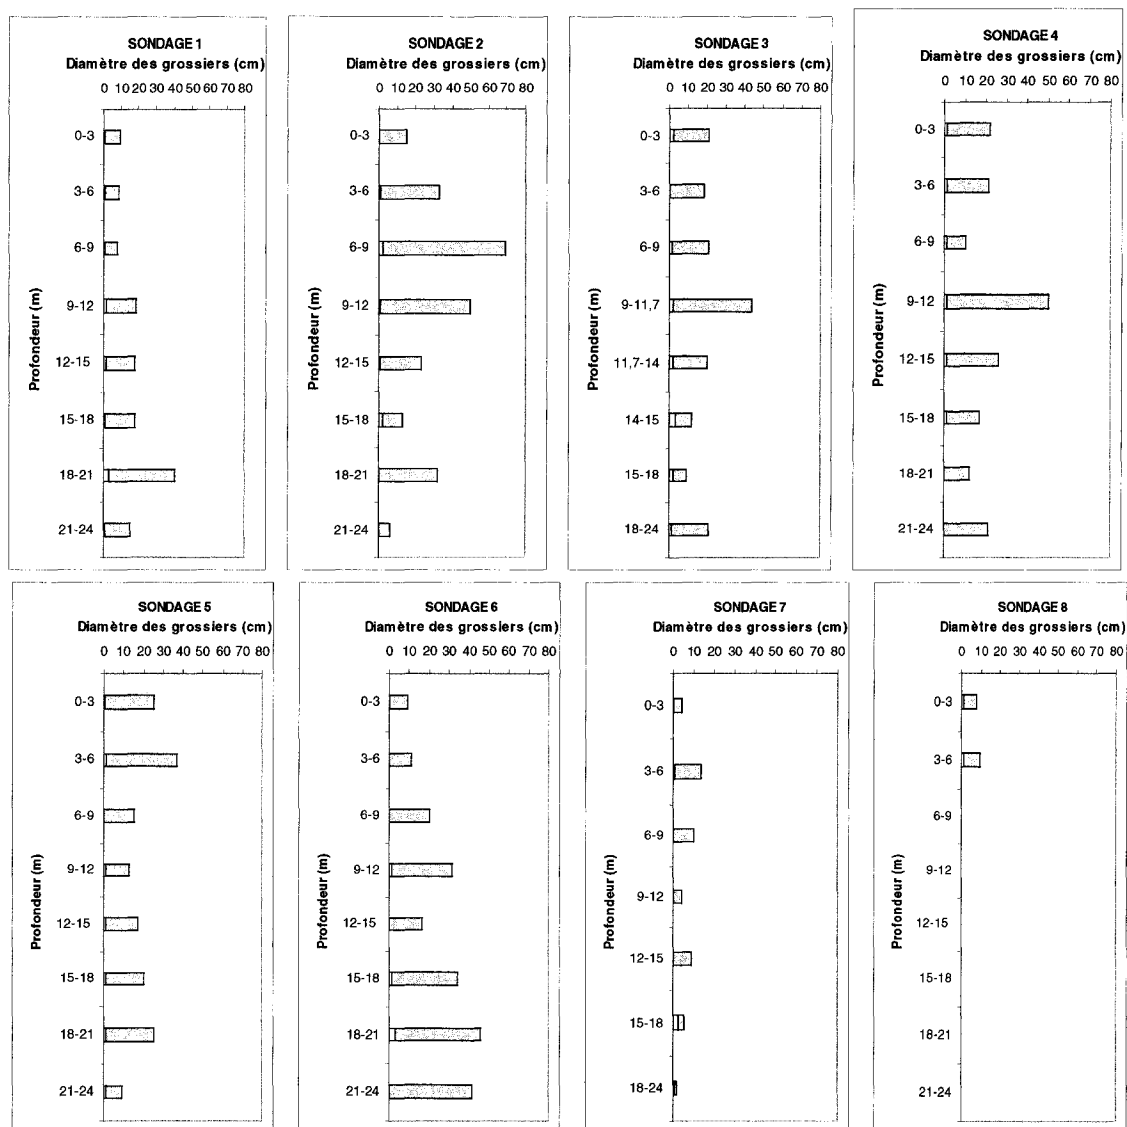 SONDAGE 1
Diamètre des grossiers (cm)
0 10 20 30 40 50 60 70 80
Profondeur (m)
0-3
3-6
6-9
9-12
12-15
15-18
18-21
21-24
SONDAGE 2
Diamètre des grossiers (cm)
0 10 20 30 40 50 60 70 80
Profondeur (m)
0-3
3-6
6-9
9-12
12-15
15-18
18-21
21-24
SONDAGE 3
Diamètre des grossiers (cm)
0 10 20 30 40 50 60 70 80
Profondeur (m)
0-3
3-6
6-9
9-11,7
11,7-14
14-15
15-18
18-24
SONDAGE 4
Diamètre des grossiers (cm)
0 10 20 30 40 50 60 70 80
Profondeur (m)
0-3
3-6
6-9
9-12
12-15
15-18
18-21
21-24
SONDAGE 5
Diamètre des grossiers (cm)
0 10 20 30 40 50 60 70 80
Profondeur (m)
0-3
3-6
6-9
9-12
12-15
15-18
18-21
21-24
SONDAGE 6
Diamètre des grossiers (cm)
0 10 20 30 40 50 60 70 80
Profondeur (m)
0-3
3-6
6-9
9-12
12-15
15-18
18-21
21-24
SONDAGE 7
Diamètre des grossiers (cm)
0 10 20 30 40 50 60 70 80
Profondeur (m)
0-3
3-6
6-9
9-12
12-15
15-18
18-24
SONDAGE 8
Diamètre des grossiers (cm)
0 10 20 30 40 50 60 70 80
Profondeur (m)
0-3
3-6
6-9
9-12
12-15
15-18
18-21
21-24